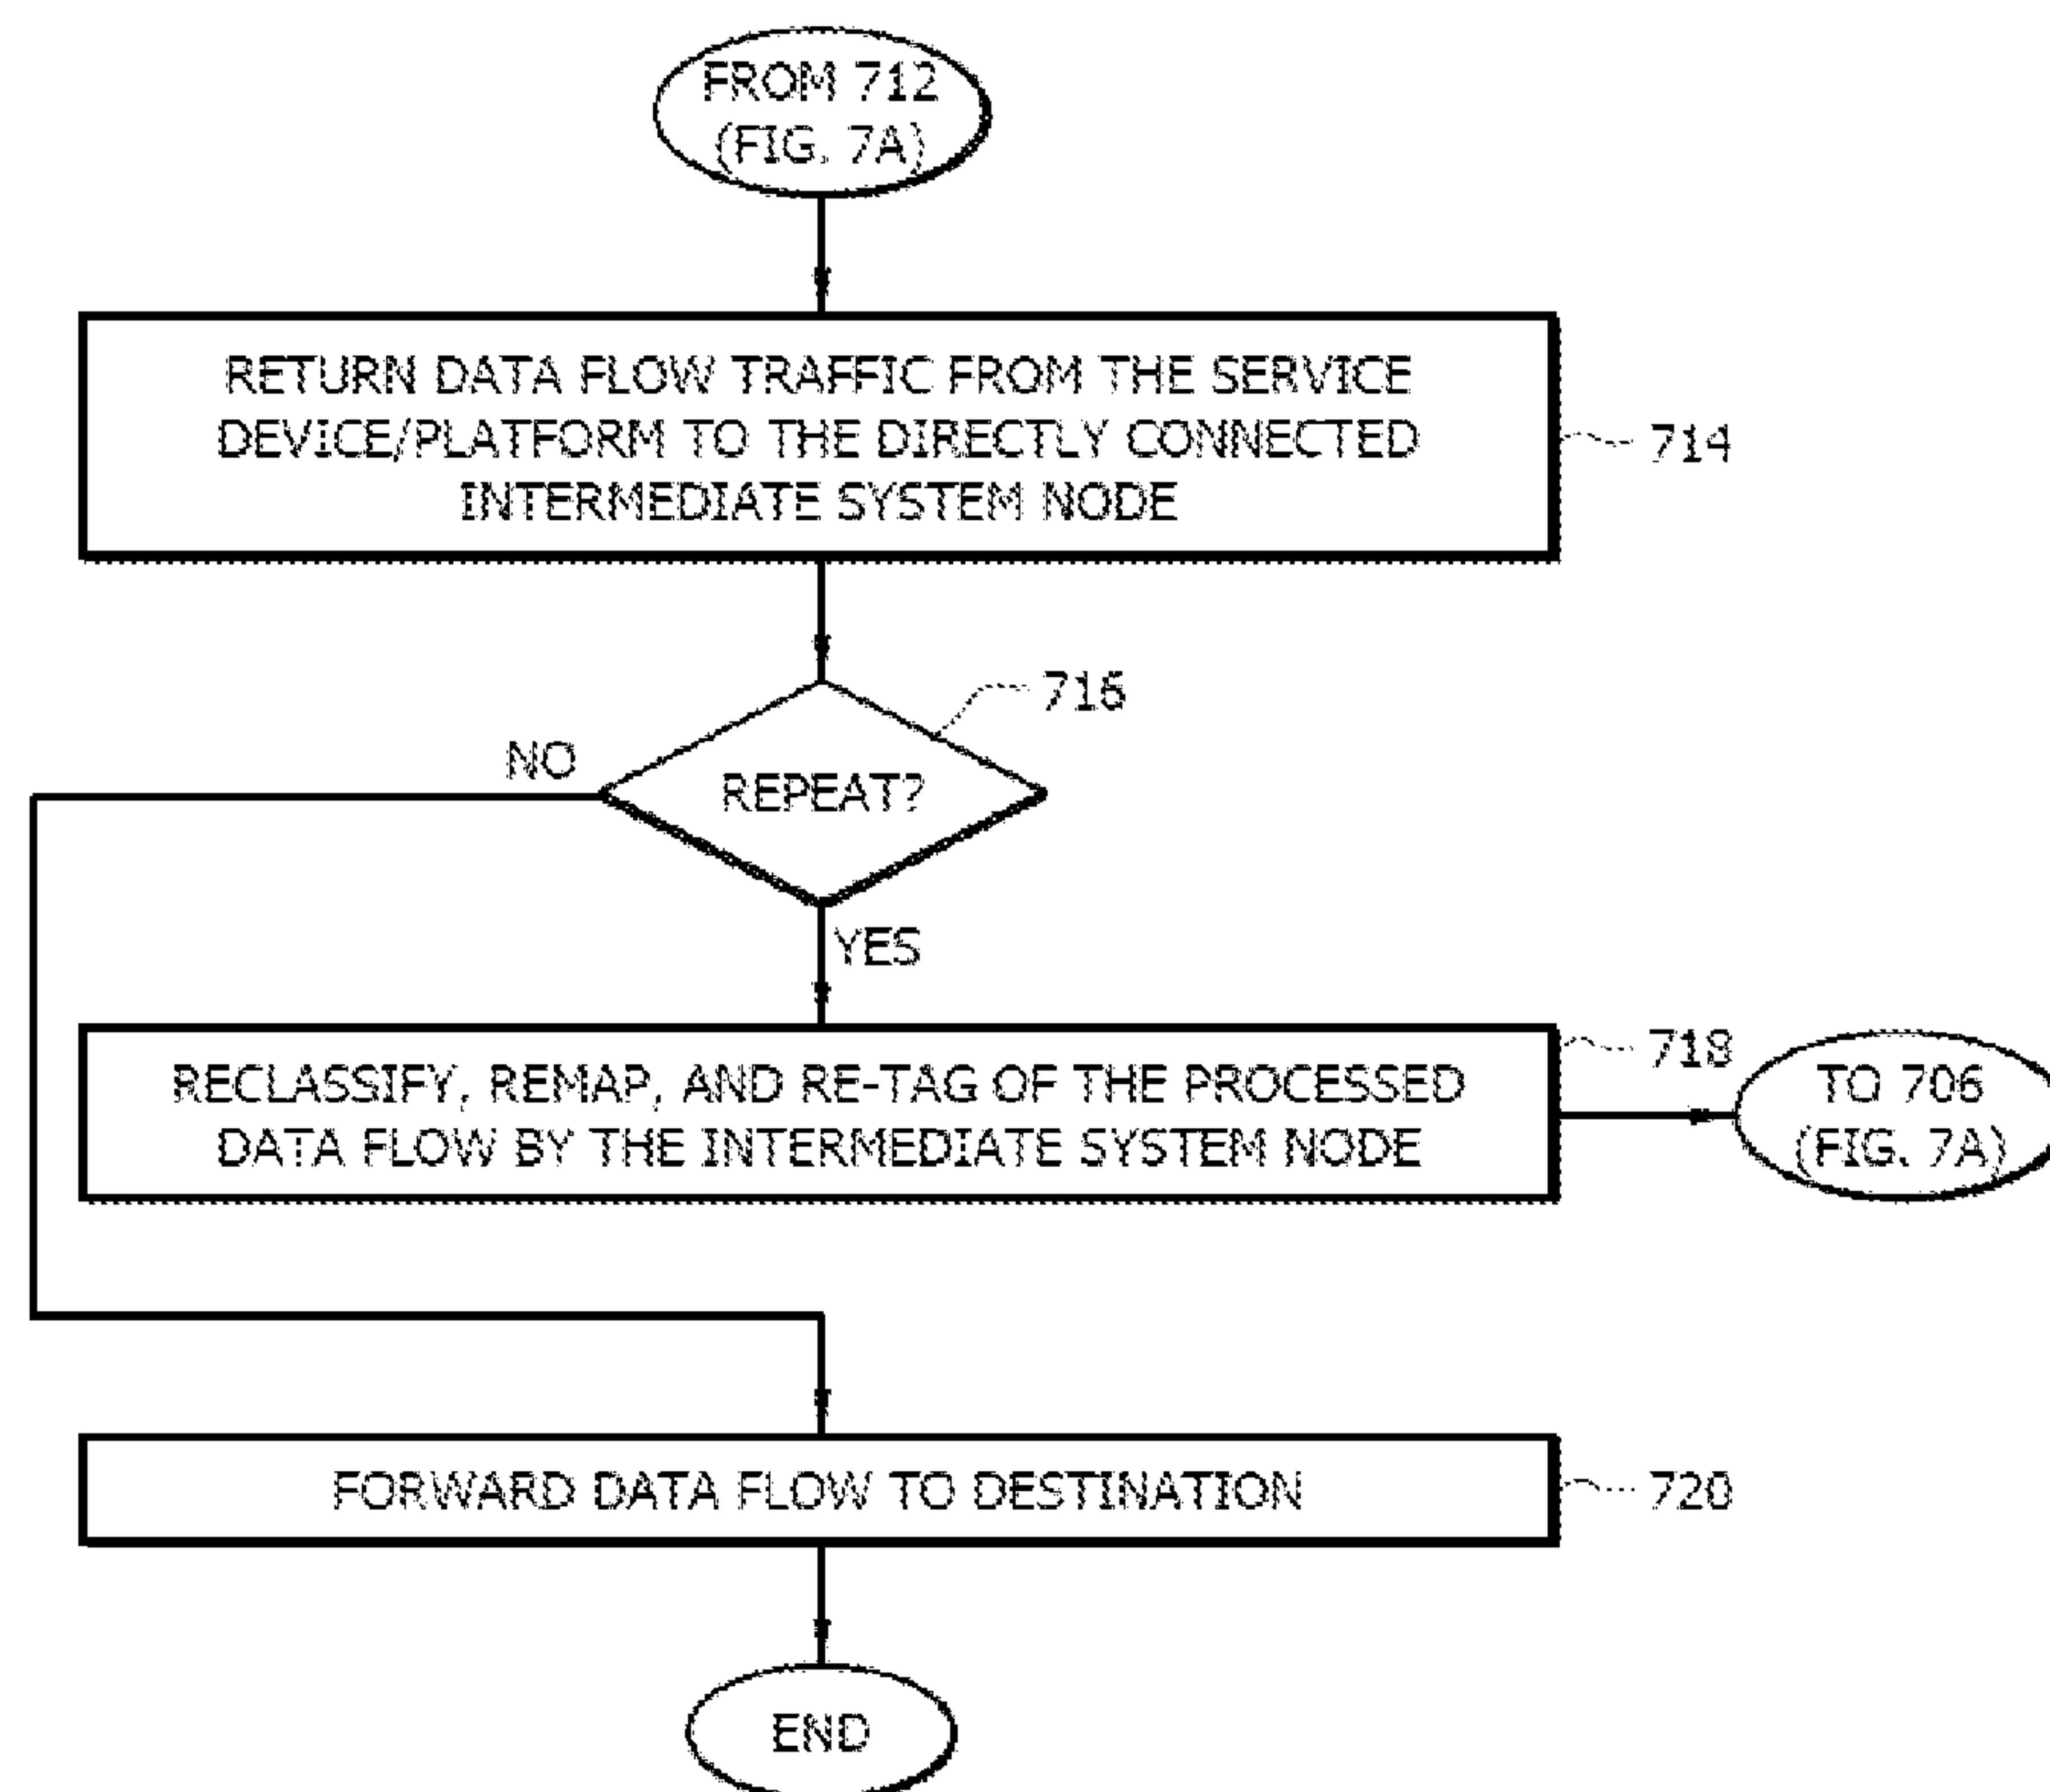 FROM 712
(FIG. 7A)
RETURN DATA FLOW TRAFFIC FROM THE SERVICE
DEVICE/PLATFORM TO THE DIRECTLY CONNECTED
INTERMEDIATE SYSTEM NODE
714
716
NO
REPEAT?
YES
718
RECLASSIFY, REMAP, AND RE-TAG OF THE PROCESSED
DATA FLOW BY THE INTERMEDIATE SYSTEM NODE
TO 706
(FIG. 7A)
FORWARD DATA FLOW TO DESTINATION
720
END